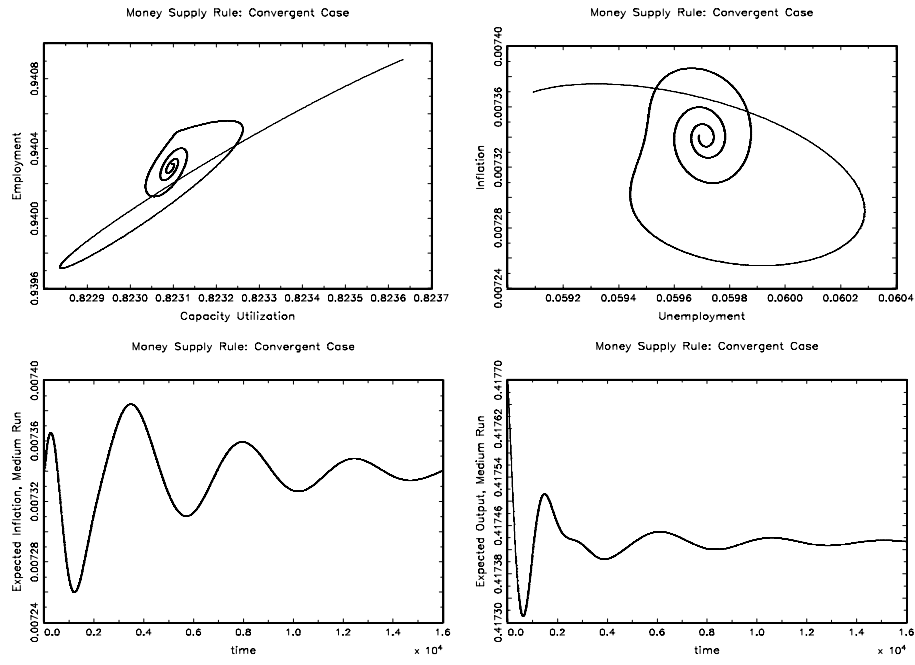 Money Supply Rule: Convergent Case
Employment
0.9396 0.9400 0.9404 0.9408
0.8229 0.8230 0.8231 0.8232 0.8233 0.8234 0.8235 0.8236 0.8237
Capacity Utilization
Money Supply Rule: Convergent Case
Inflation
0.00724 0.00728 0.00732 0.00736 0.00740
0.0592 0.0594 0.0596 0.0598 0.0600 0.0602 0.0604
Unemployment
Money Supply Rule: Convergent Case
Expected Inflation, Medium Run
0.00724 0.00728 0.00732 0.00736 0.00740
0.0 0.2 0.4 0.6 0.8 1.0 1.2 1.4 1.6
time
x 10⁴
Money Supply Rule: Convergent Case
Expected Output, Medium Run
0.41730 0.41738 0.41746 0.41754 0.41762 0.41770
0.0 0.2 0.4 0.6 0.8 1.0 1.2 1.4 1.6
time
x 10⁴